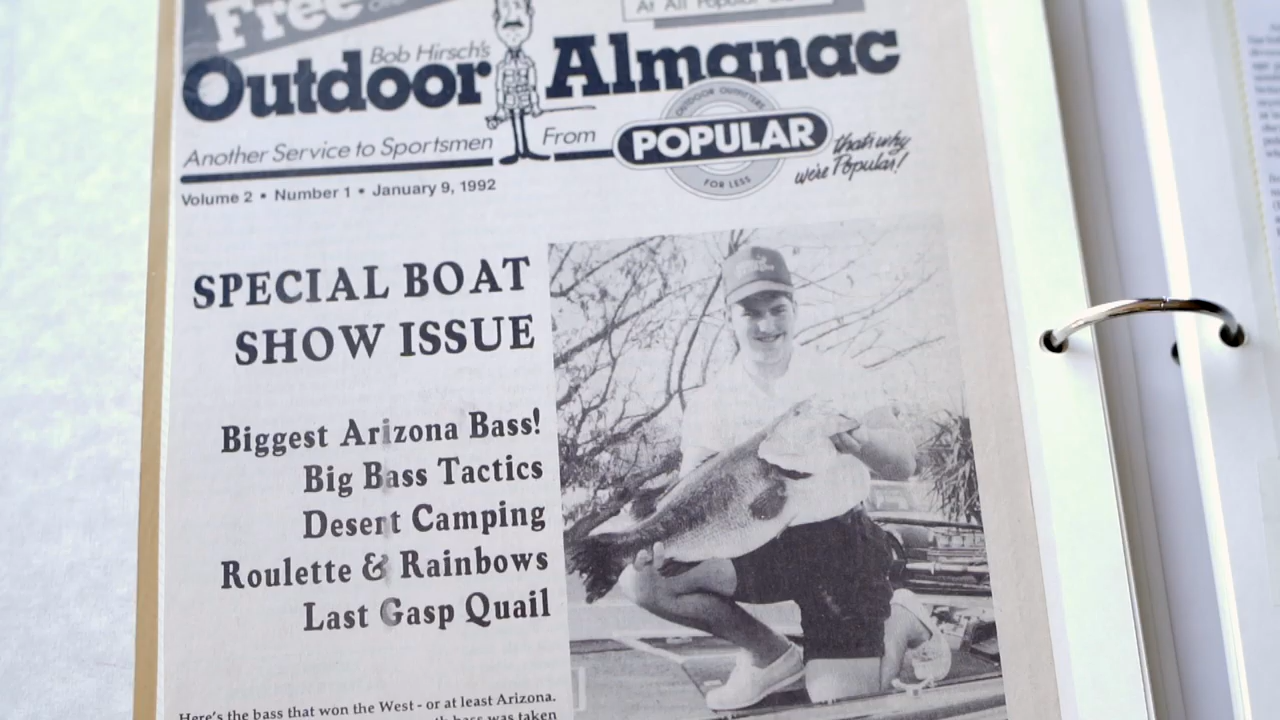 Free
At All Popular
Bob Hirsch's
Outdoor Almanac
Another Service to Sportsmen From
OUTDOOR OUTFITTERS
POPULAR
FOR LESS
that's why
we're Popular!
Volume 2 • Number 1 • January 9, 1992
SPECIAL BOAT
SHOW ISSUE
Biggest Arizona Bass!
Big Bass Tactics
Desert Camping
Roulette & Rainbows
Last Gasp Quail
Here's the bass that won the West - or at least Arizona.
bass was taken